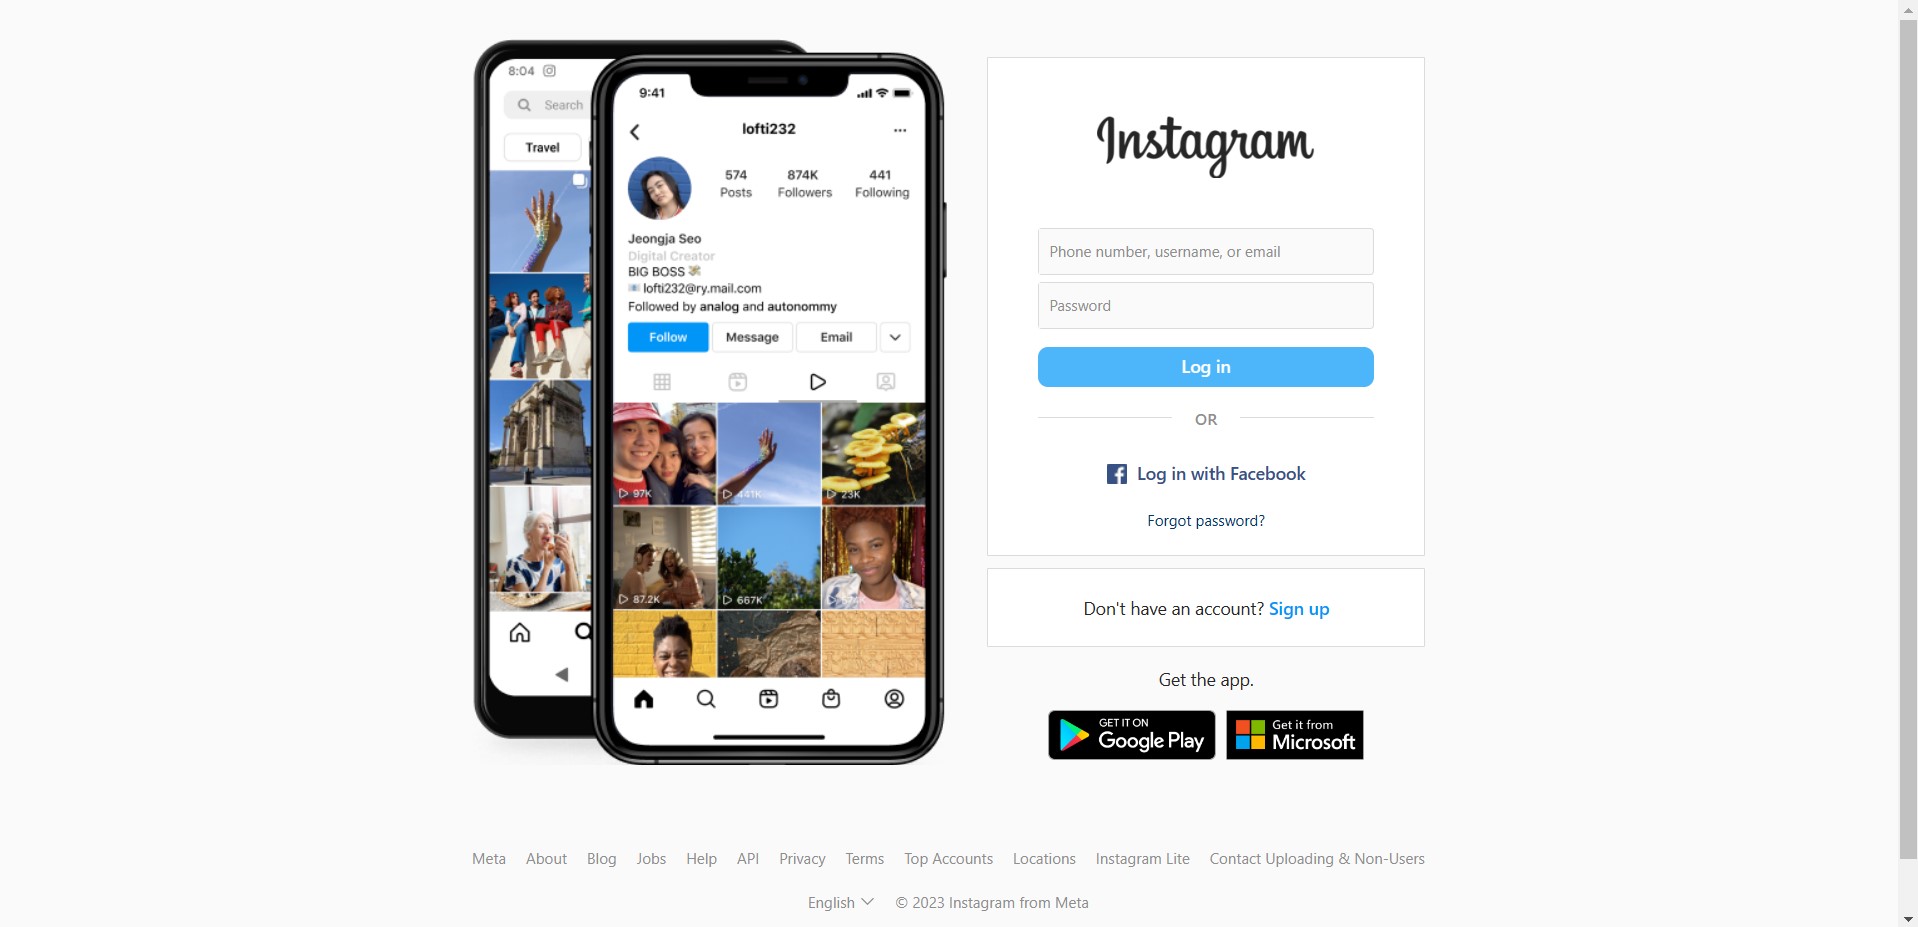 8:04
Search
Travel
9:41
lofti232
574 874K 441
Posts Followers Following
Jeongja Seo
Digital Creator
BIG BOSS
lofti232@ry.mail.com
Followed by analog and autonommy
Follow Message Email
97K 441K 23K
87.2K 667K
Instagram
Phone number, username, or email
Password
Log in
OR
Log in with Facebook
Forgot password?
Don't have an account? Sign up
Get the app.
GET IT ON
Google Play
Get it from
Microsoft
Meta About Blog Jobs Help API Privacy Terms Top Accounts Locations Instagram Lite Contact Uploading & Non-Users
English © 2023 Instagram from Meta